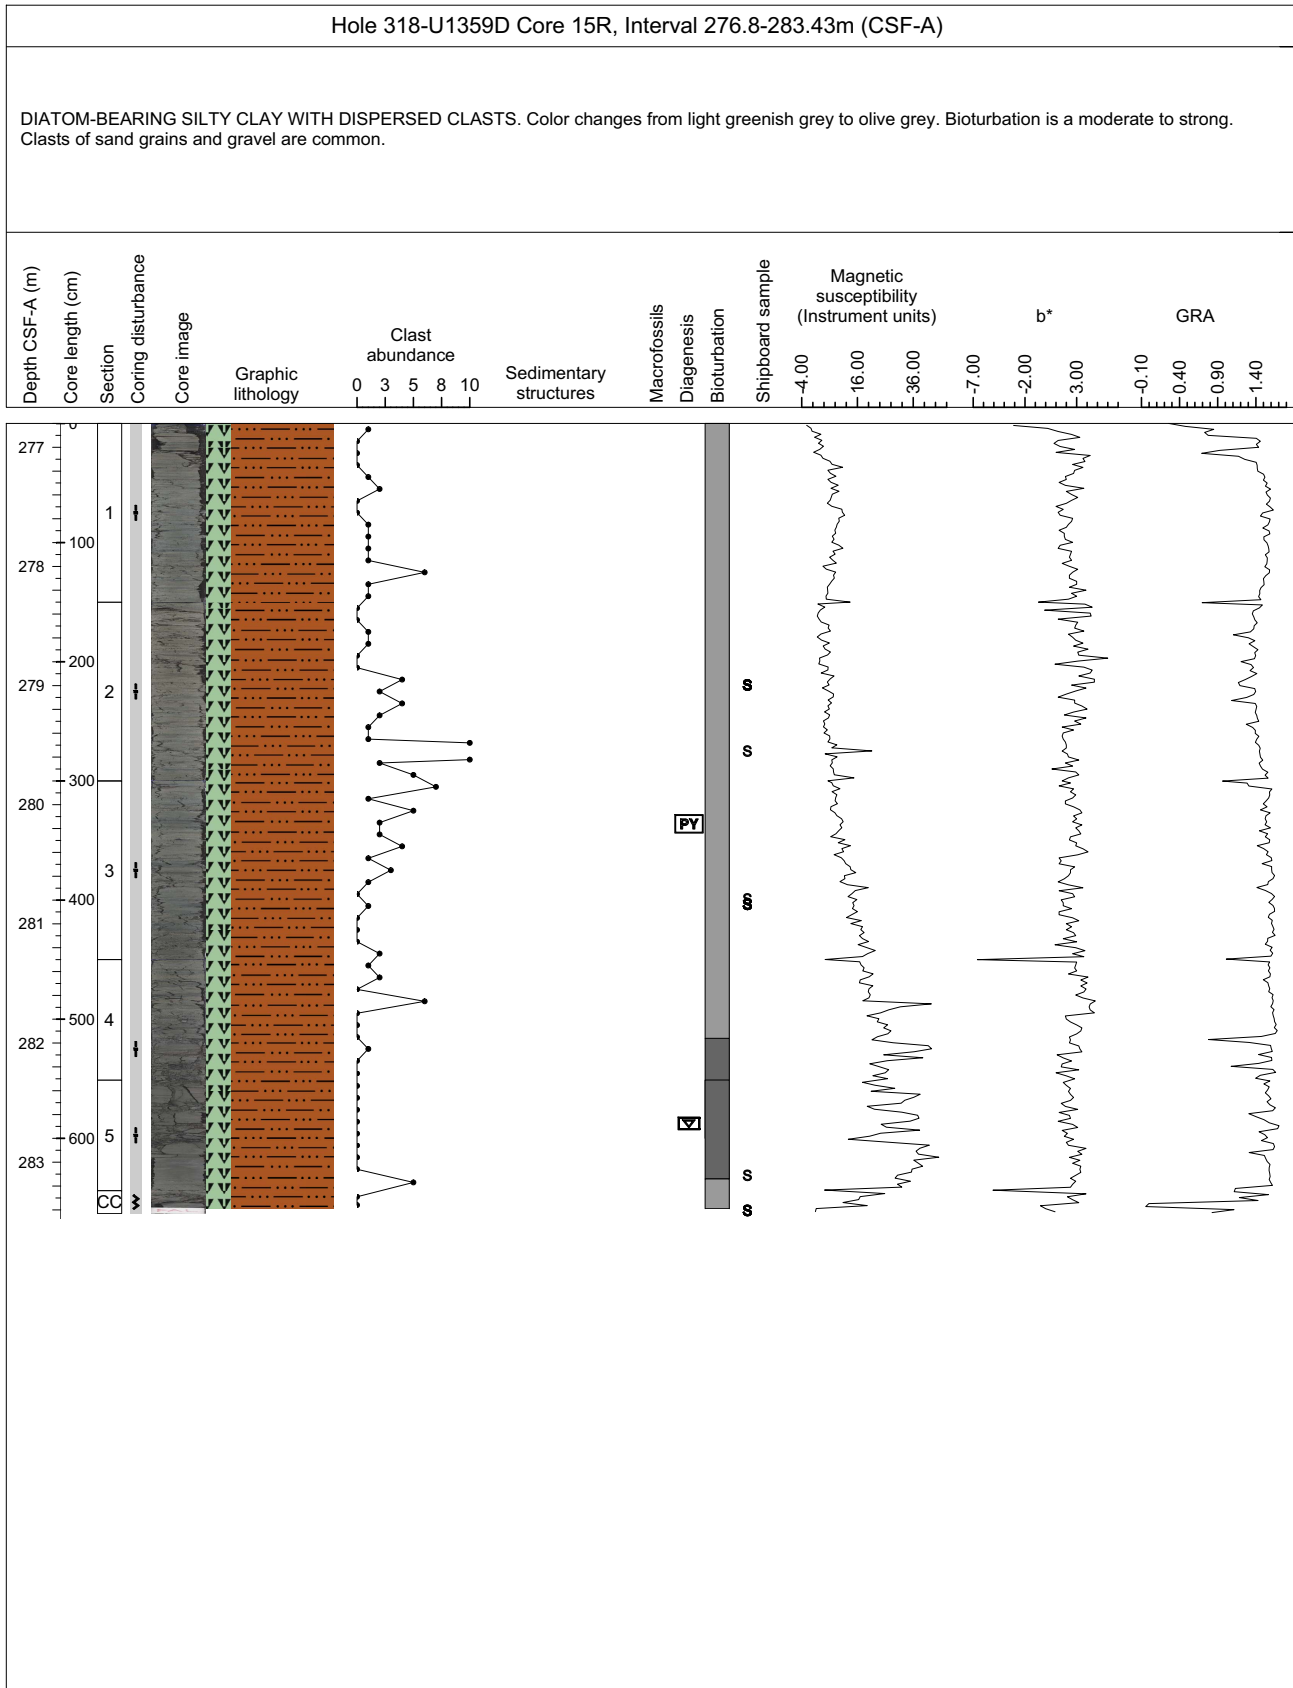 Hole 318-U1359D Core 15R, Interval 276.8-283.43m (CSF-A)
DIATOM-BEARING SILTY CLAY WITH DISPERSED CLASTS. Color changes from light greenish grey to olive grey. Bioturbation is a moderate to strong.
Clasts of sand grains and gravel are common.
Depth CSF-A (m)
Core length (cm)
Section
Coring disturbance
Core image
Graphic
lithology
Clast
abundance
0 3 5 8 10
Sedimentary
structures
Macrofossils
Diagenesis
Bioturbation
Shipboard sample
Magnetic
susceptibility
(Instrument units)
-4.00 16.00 36.00
b*
-7.00 -2.00 3.00
GRA
-0.10 0.40 0.90 1.40
0
277
1
100
278
200
279
2
S
S
300
280
PY
3
400
S
S
281
4
500
282
5
600
283
S
CC
S